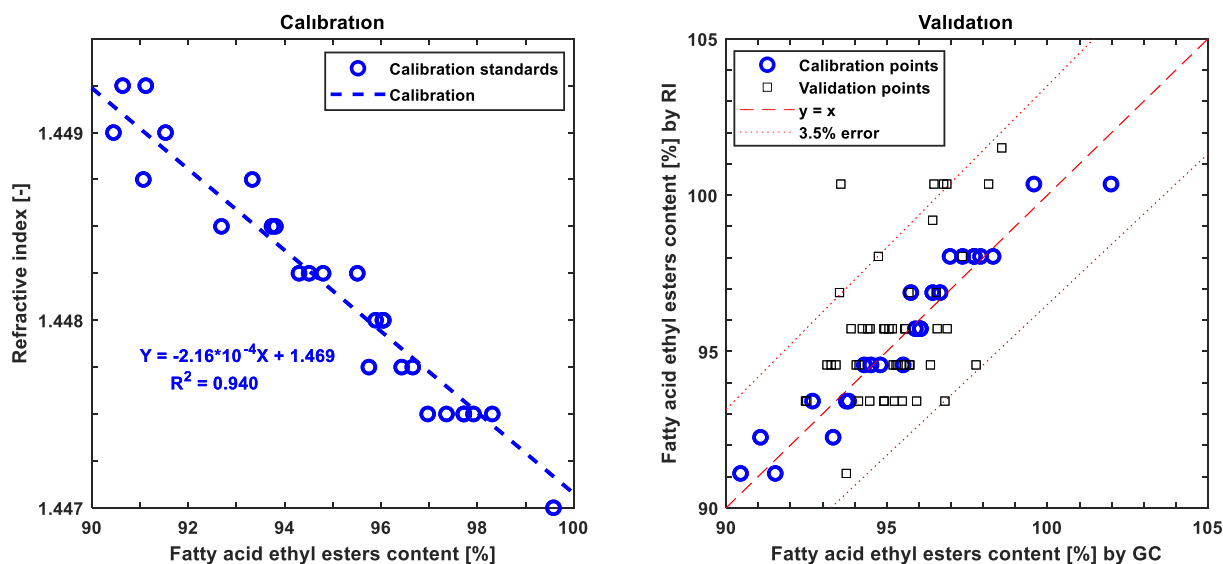 Calibration
Calibration standards
Calibration
1.449
1.448
1.447
Refractive index [-]
Y = -2.16*10^-4X + 1.469
R^2 = 0.940
90 92 94 96 98 100
Fatty acid ethyl esters content [%]
Validation
Calibration points
Validation points
y = x
3.5% error
105
100
95
90
Fatty acid ethyl esters content [%] by RI
90 95 100 105
Fatty acid ethyl esters content [%] by GC